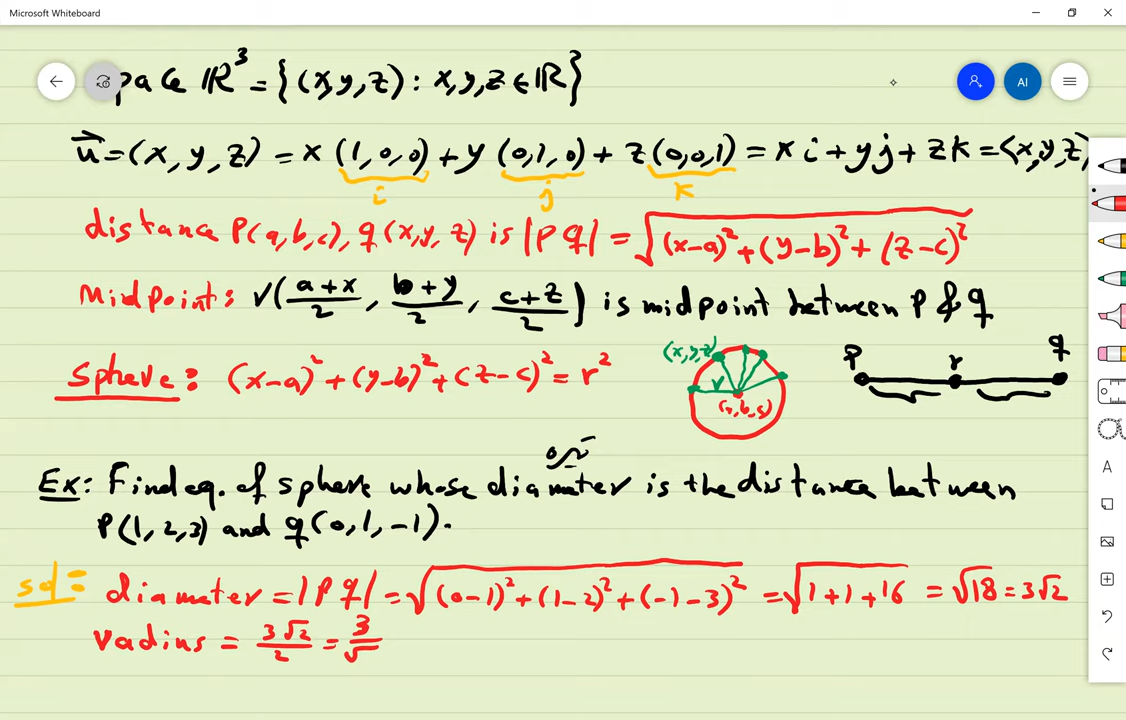 Microsoft Whiteboard
pace ℝ³ = {(x,y,z) : x,y,z ∈ ℝ}
AI
u⃗ = (x, y, z) = x (1, 0, 0) + y (0, 1, 0) + z (0, 0, 1) = x i + y j + z k = <x,y,z>
i j k
distance P(a,b,c), q(x,y,z) is |Pq| = √((x-a)² + (y-b)² + (z-c)²)
Midpoint: r((a+x)/2, (b+y)/2, (c+z)/2) is midpoint between P & q
Sphere: (x-a)² + (y-b)² + (z-c)² = r²
(x,y,z)
r
(a,b,c)
P r q
Ex: Find eq. of sphere whose diameter is the distance between
P(1, 2, 3) and q(0, 1, -1).
sol= diameter = |Pq| = √((0-1)² + (1-2)² + (-1-3)²) = √(1+1+16) = √18 = 3√2
radius = 3√2/2 = 3/√
A